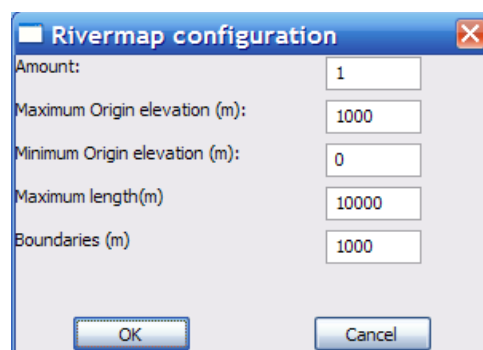 Rivermap configuration
Amount: 1
Maximum Origin elevation (m): 1000
Minimum Origin elevation (m): 0
Maximum length(m) 10000
Boundaries (m) 1000
OK Cancel